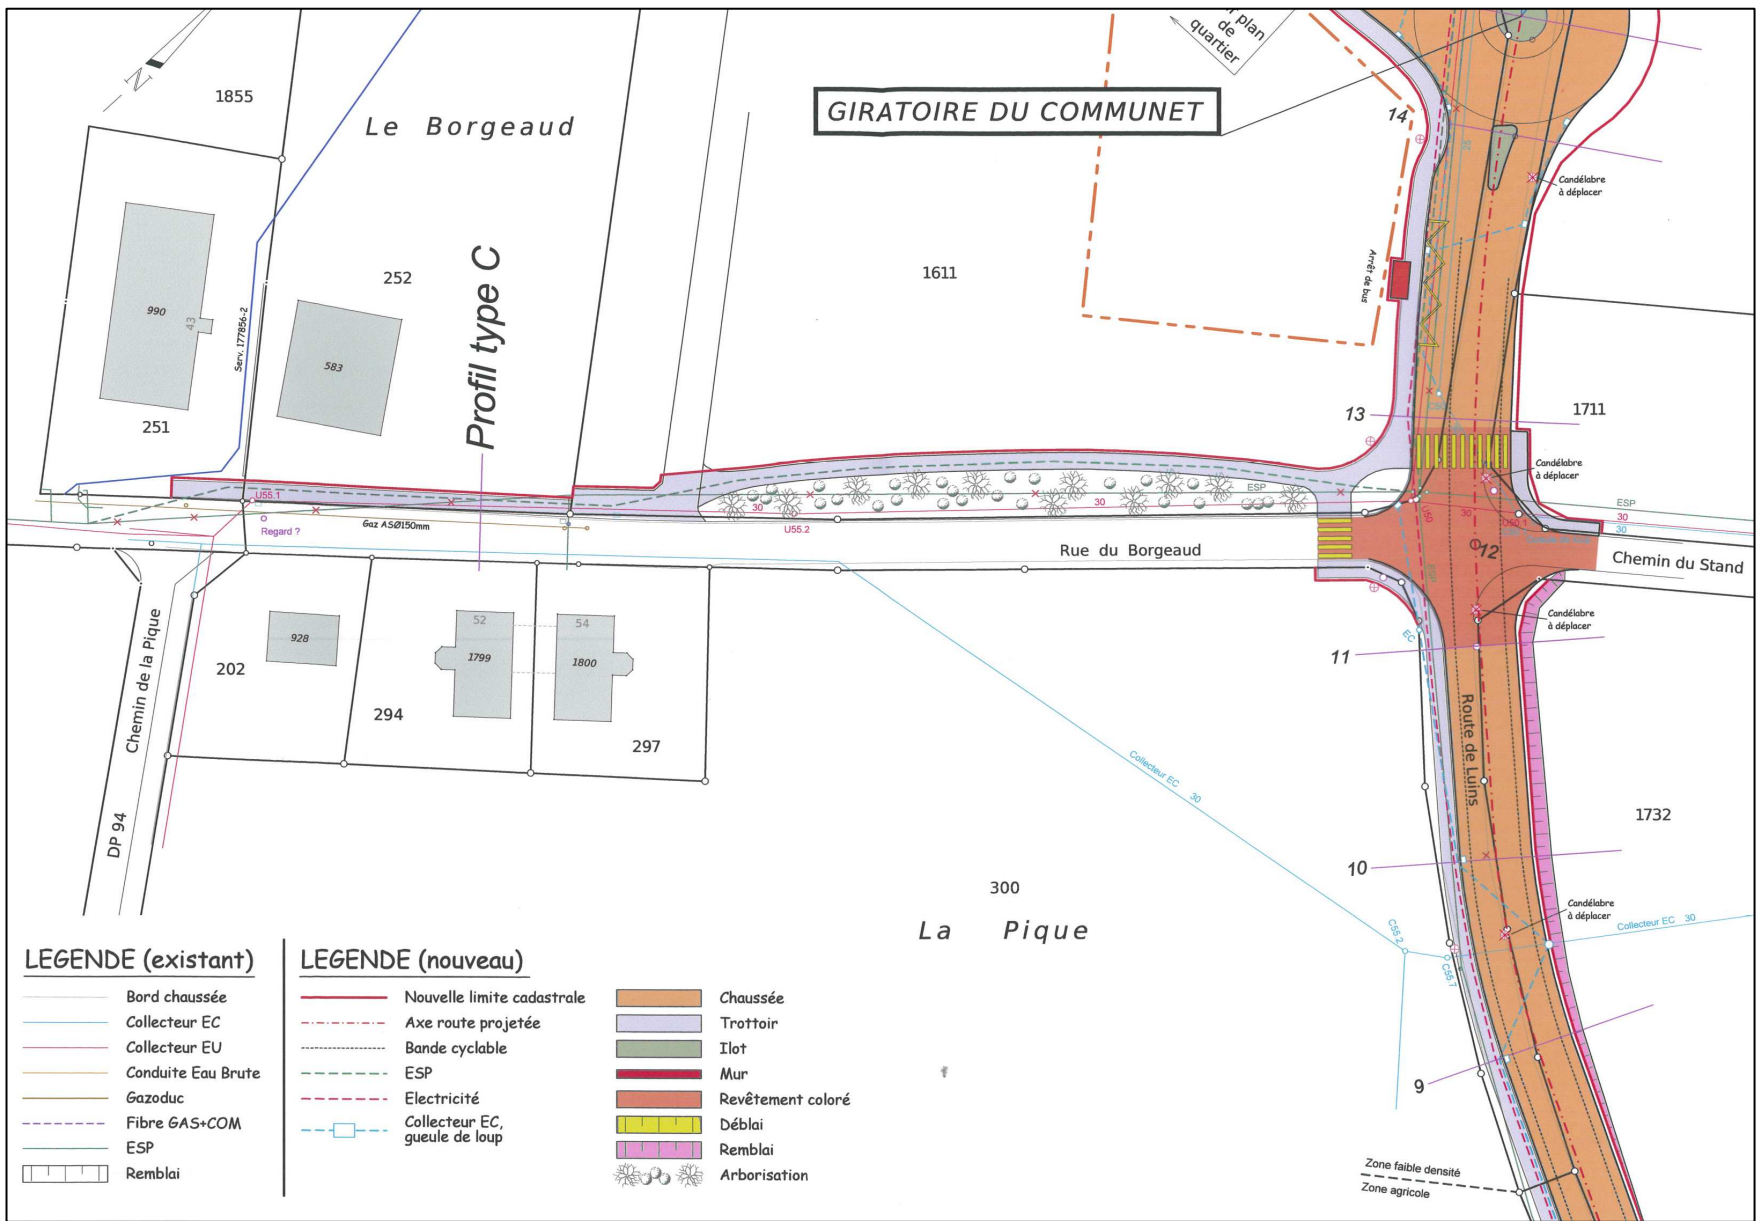 N
1855
Le Borgeaud
plan
de
quartier
GIRATOIRE DU COMMUNET
14
25
Candélabre
à déplacer
1611
Arrêt de bus
252
990
43
583
Serv. 177856-2
Profil type C
251
13
1711
Candélabre
à déplacer
U55.1
Regard ?
Gaz ASØ150mm
30
U55.2
30
ESP
U50
30
U50.1
ESP
30
30
12
Rue du Borgeaud
Chemin du Stand
ESP
EC
Candélabre
à déplacer
11
Chemin de la Pique
DP 94
928
202
52
1799
294
54
1800
297
Route de Luins
Collecteur EC 30
1732
10
300
La Pique
Candélabre
à déplacer
C55.2
C55.7
Collecteur EC 30
9
Zone faible densité
Zone agricole
LEGENDE (existant)
Bord chaussée
Collecteur EC
Collecteur EU
Conduite Eau Brute
Gazoduc
Fibre GAS+COM
ESP
Remblai
LEGENDE (nouveau)
Nouvelle limite cadastrale
Axe route projetée
Bande cyclable
ESP
Electricité
Collecteur EC,
gueule de loup
Chaussée
Trottoir
Ilot
Mur
Revêtement coloré
Déblai
Remblai
Arborisation